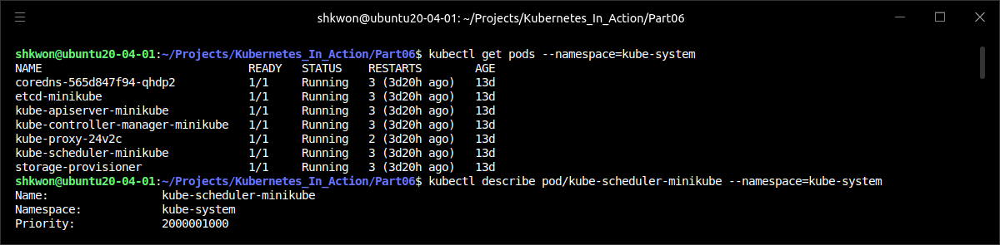 shkwon@ubuntu20-04-01: ~/Projects/Kubernetes_In_Action/Part06
shkwon@ubuntu20-04-01:~/Projects/Kubernetes_In_Action/Part06$ kubectl get pods --namespace=kube-system
NAME                               READY   STATUS    RESTARTS        AGE
coredns-565d847f94-qhdp2           1/1     Running   3 (3d20h ago)   13d
etcd-minikube                      1/1     Running   3 (3d20h ago)   13d
kube-apiserver-minikube            1/1     Running   3 (3d20h ago)   13d
kube-controller-manager-minikube   1/1     Running   3 (3d20h ago)   13d
kube-proxy-24v2c                   1/1     Running   2 (3d20h ago)   13d
kube-scheduler-minikube            1/1     Running   3 (3d20h ago)   13d
storage-provisioner                1/1     Running   3 (3d20h ago)   13d
shkwon@ubuntu20-04-01:~/Projects/Kubernetes_In_Action/Part06$ kubectl describe pod/kube-scheduler-minikube --namespace=kube-system
Name:                 kube-scheduler-minikube
Namespace:            kube-system
Priority:             2000001000